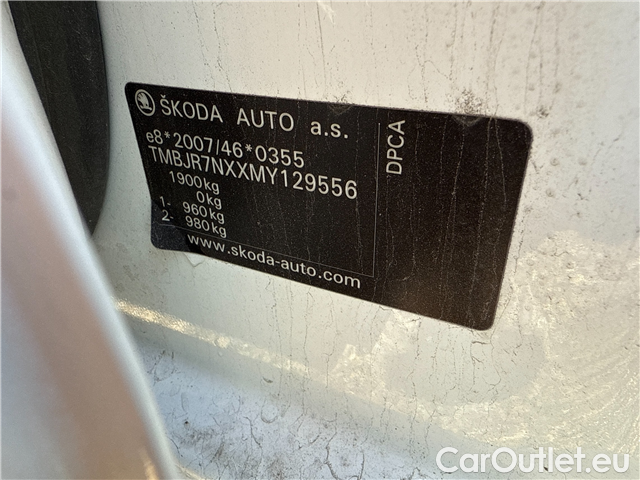 ŠKODA AUTO a.s.
e8*2007/46*0355
TMBJR7NXXMY129556
1900kg
0kg
1- 960kg
2- 980kg
www.skoda-auto.com
DPCA
CarOutlet.eu